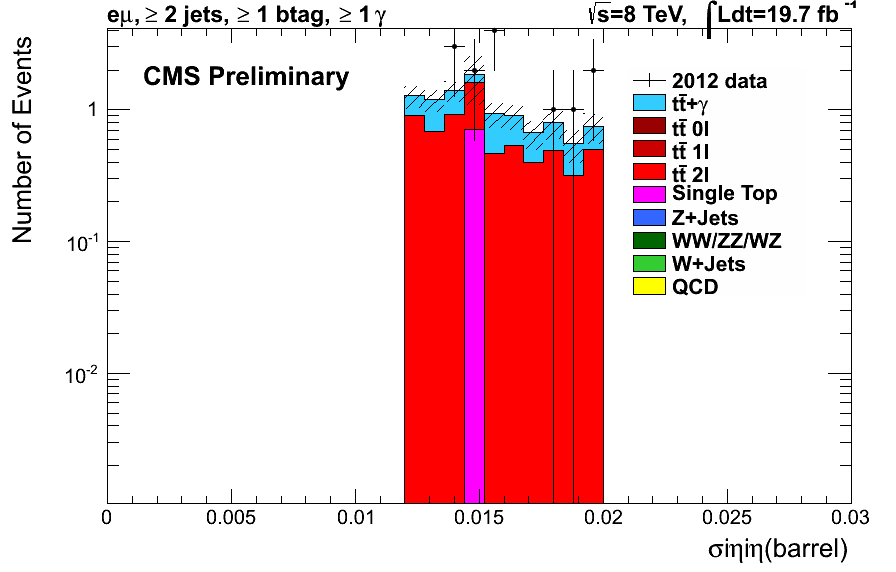 eμ, ≥ 2 jets, ≥ 1 btag, ≥ 1 γ
√s=8 TeV, ∫Ldt=19.7 fb⁻¹
CMS Preliminary
2012 data
tt̄+γ
tt̄ 0l
tt̄ 1l
tt̄ 2l
Single Top
Z+Jets
WW/ZZ/WZ
W+Jets
QCD
Number of Events
1
10⁻¹
10⁻²
0 0.005 0.01 0.015 0.02 0.025 0.03
σiηiη(barrel)